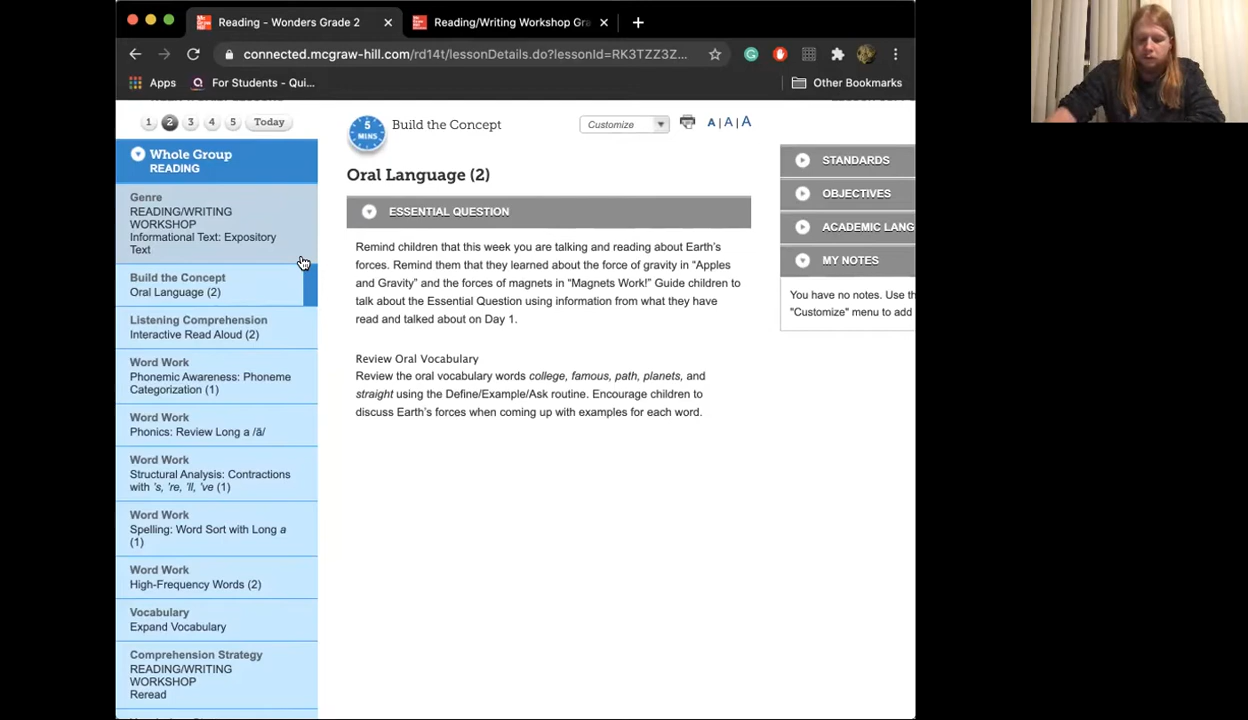 Reading - Wonders Grade 2
Reading/Writing Workshop Gr
connected.mcgraw-hill.com/rd14t/lessonDetails.do?lessonId=RK3TZZ3Z...
Apps
For Students - Qui...
Other Bookmarks
1 2 3 4 5 Today
Whole Group
READING
Genre
READING/WRITING
WORKSHOP
Informational Text: Expository
Text
Build the Concept
Oral Language (2)
Listening Comprehension
Interactive Read Aloud (2)
Word Work
Phonemic Awareness: Phoneme
Categorization (1)
Word Work
Phonics: Review Long a /ā/
Word Work
Structural Analysis: Contractions
with 's, 're, 'll, 've (1)
Word Work
Spelling: Word Sort with Long a
(1)
Word Work
High-Frequency Words (2)
Vocabulary
Expand Vocabulary
Comprehension Strategy
READING/WRITING
WORKSHOP
Reread
5
MINS
Build the Concept
Customize
A | A | A
Oral Language (2)
ESSENTIAL QUESTION
Remind children that this week you are talking and reading about Earth's
forces. Remind them that they learned about the force of gravity in “Apples
and Gravity” and the forces of magnets in “Magnets Work!” Guide children to
talk about the Essential Question using information from what they have
read and talked about on Day 1.
Review Oral Vocabulary
Review the oral vocabulary words college, famous, path, planets, and
straight using the Define/Example/Ask routine. Encourage children to
discuss Earth's forces when coming up with examples for each word.
STANDARDS
OBJECTIVES
ACADEMIC LANG
MY NOTES
You have no notes. Use th
"Customize" menu to add